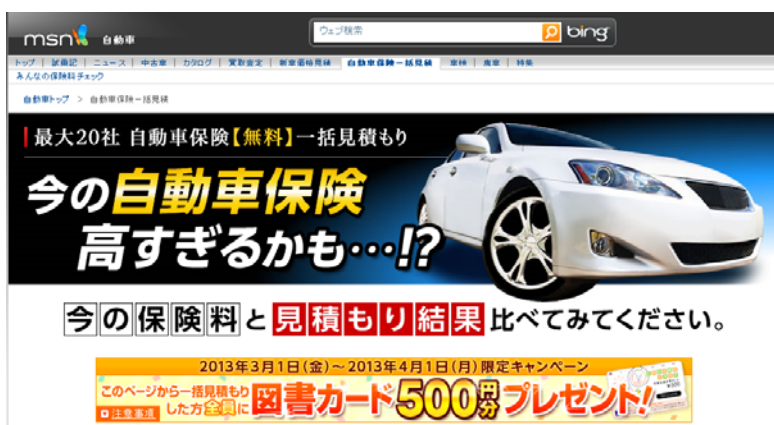 msn 自動車
ウェブ検索
bing
トップ | 試乗記 | ニュース | 中古車 | カタログ | 買取査定 | 新車価格見積 | 自動車保険一括見積 | 車検 | 廃車 | 特集
みんなの保険料チェック
自動車トップ > 自動車保険一括見積
最大20社 自動車保険【無料】一括見積もり
今の自動車保険
高すぎるかも…!?
今の保険料と見積もり結果比べてみてください。
2013年3月1日(金)～2013年4月1日(月)限定キャンペーン
このページから一括見積もり
した方全員に
注意事項
図書カード500円分プレゼント!